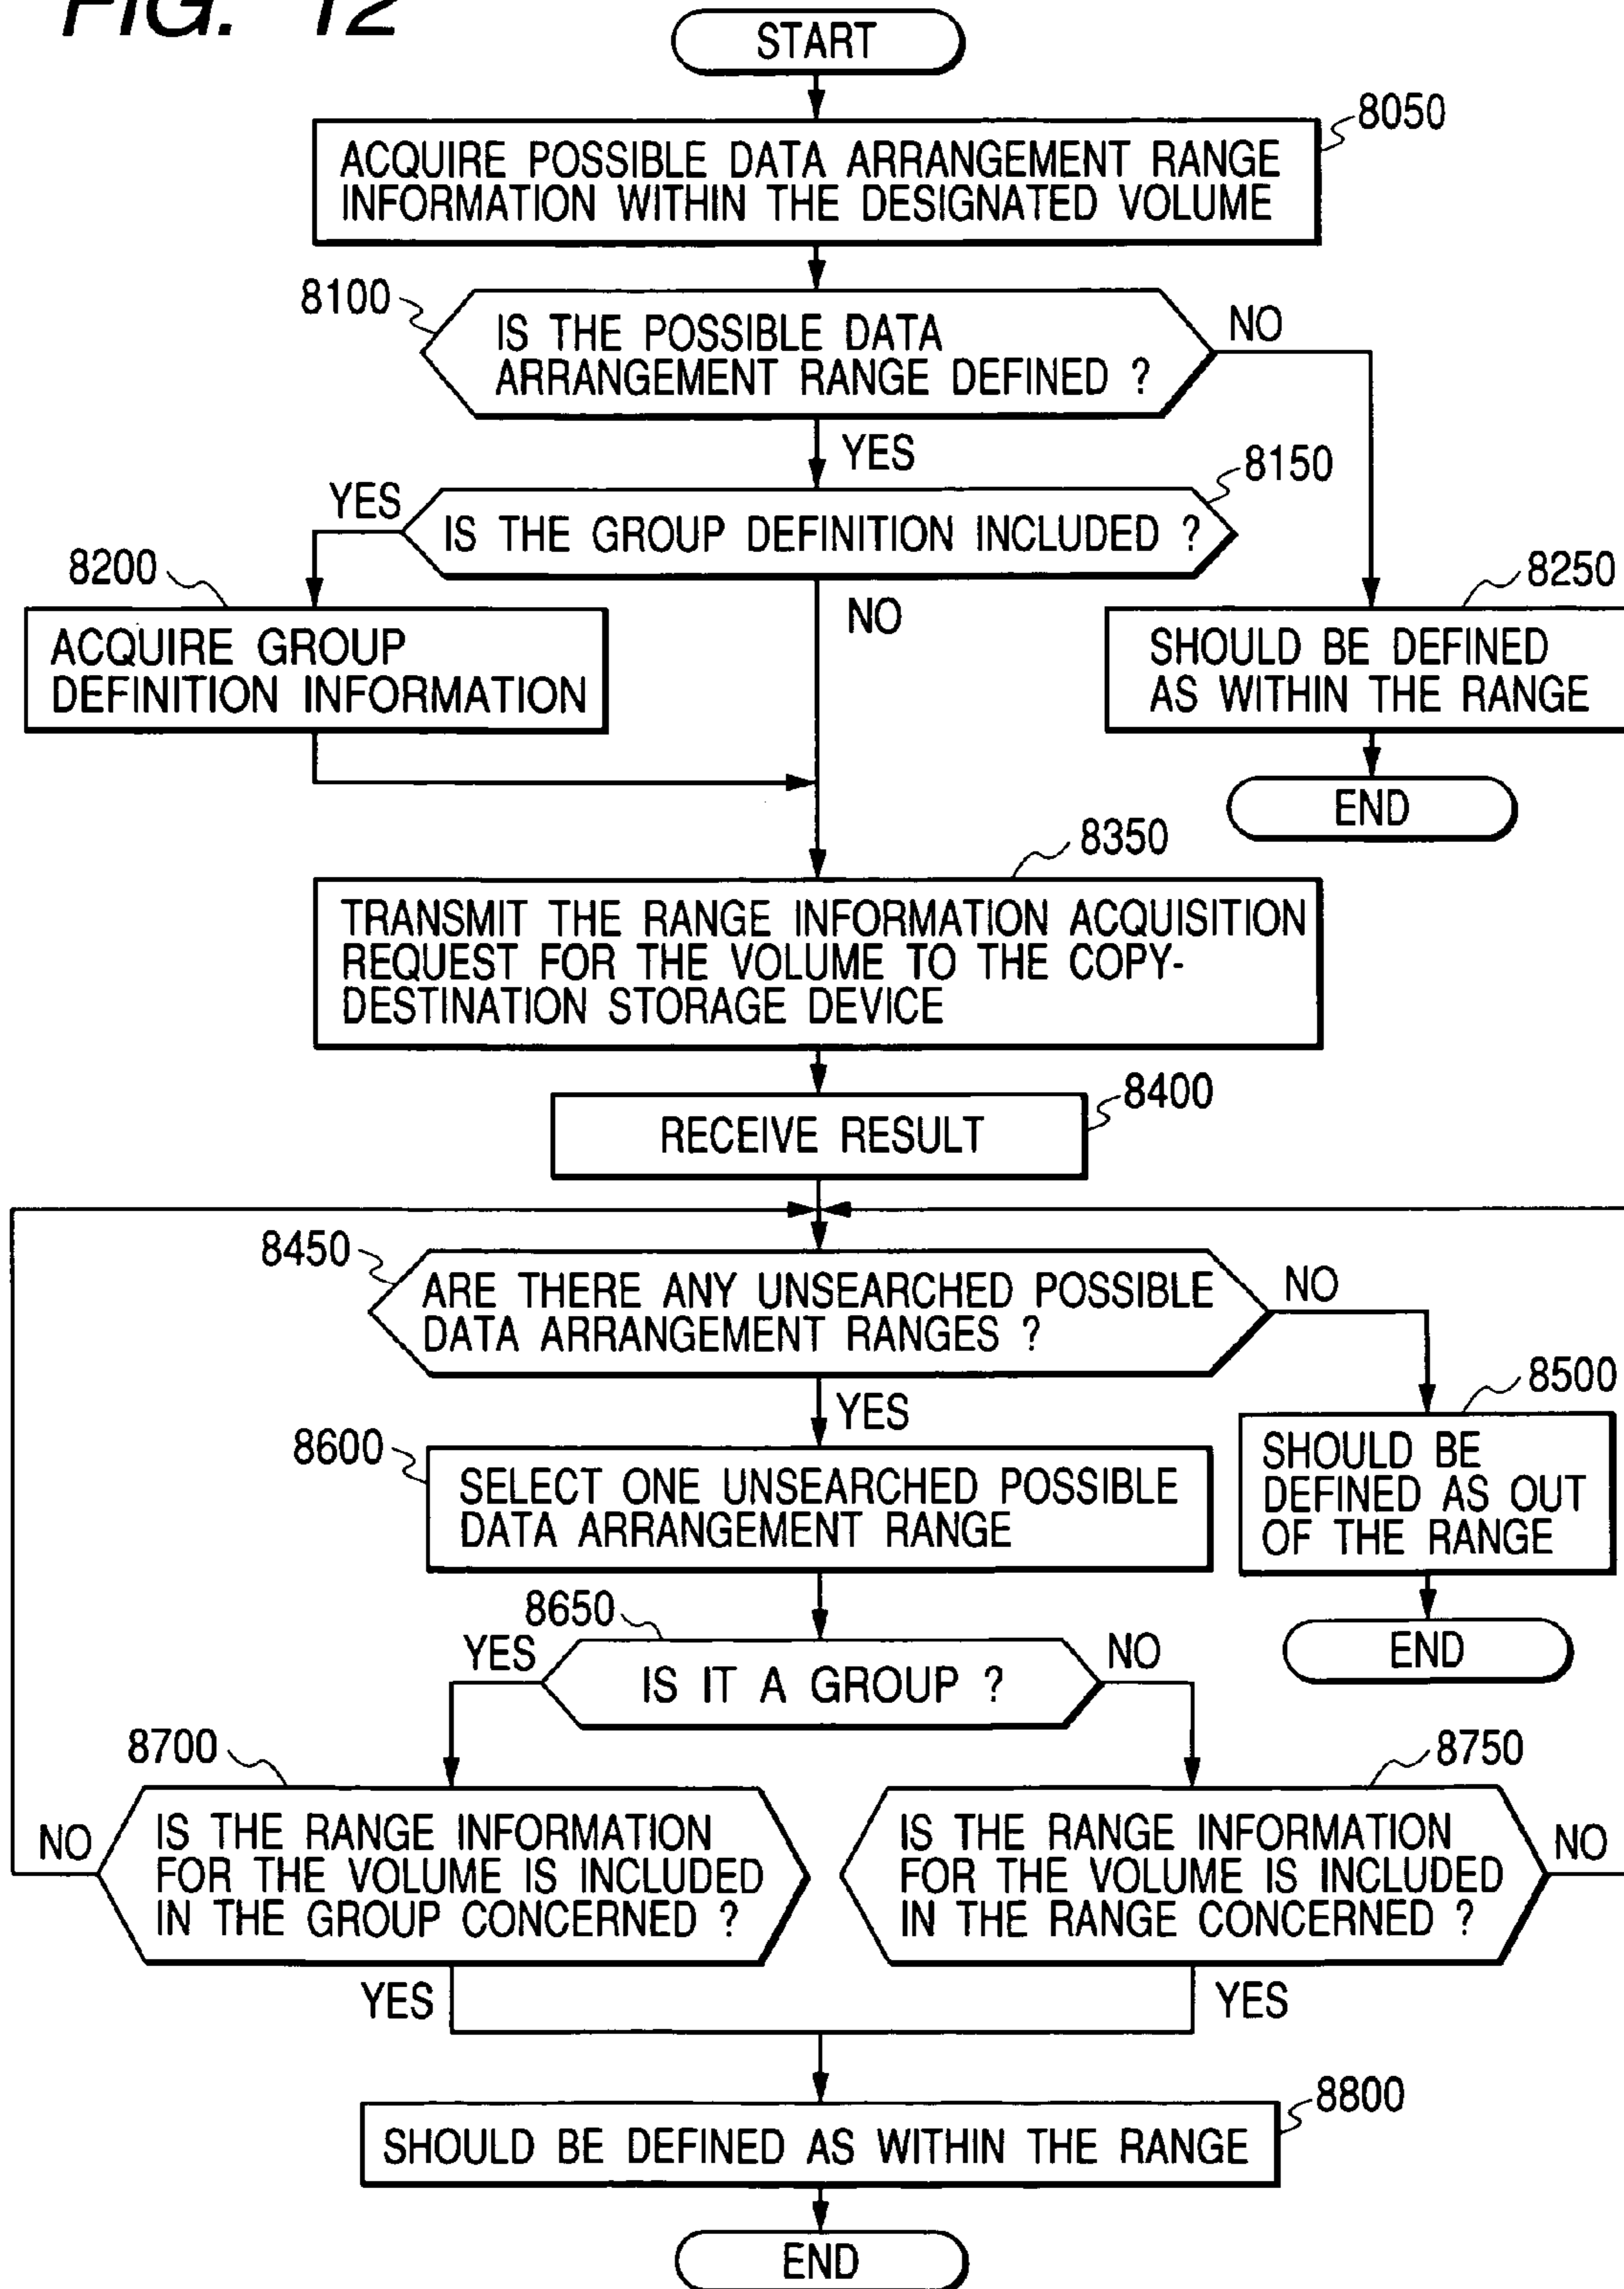 FIG. 12
START
8050
ACQUIRE POSSIBLE DATA ARRANGEMENT RANGE
INFORMATION WITHIN THE DESIGNATED VOLUME
8100
IS THE POSSIBLE DATA
ARRANGEMENT RANGE DEFINED ?
NO
YES
8150
YES
IS THE GROUP DEFINITION INCLUDED ?
8200
NO
8250
ACQUIRE GROUP
DEFINITION INFORMATION
SHOULD BE DEFINED
AS WITHIN THE RANGE
END
8350
TRANSMIT THE RANGE INFORMATION ACQUISITION
REQUEST FOR THE VOLUME TO THE COPY-
DESTINATION STORAGE DEVICE
8400
RECEIVE RESULT
8450
ARE THERE ANY UNSEARCHED POSSIBLE
DATA ARRANGEMENT RANGES ?
NO
YES
8500
SHOULD BE
DEFINED AS OUT
OF THE RANGE
END
8600
SELECT ONE UNSEARCHED POSSIBLE
DATA ARRANGEMENT RANGE
8650
YES
IS IT A GROUP ?
NO
8700
IS THE RANGE INFORMATION
FOR THE VOLUME IS INCLUDED
IN THE GROUP CONCERNED ?
NO
YES
8750
IS THE RANGE INFORMATION
FOR THE VOLUME IS INCLUDED
IN THE RANGE CONCERNED ?
NO
YES
8800
SHOULD BE DEFINED AS WITHIN THE RANGE
END